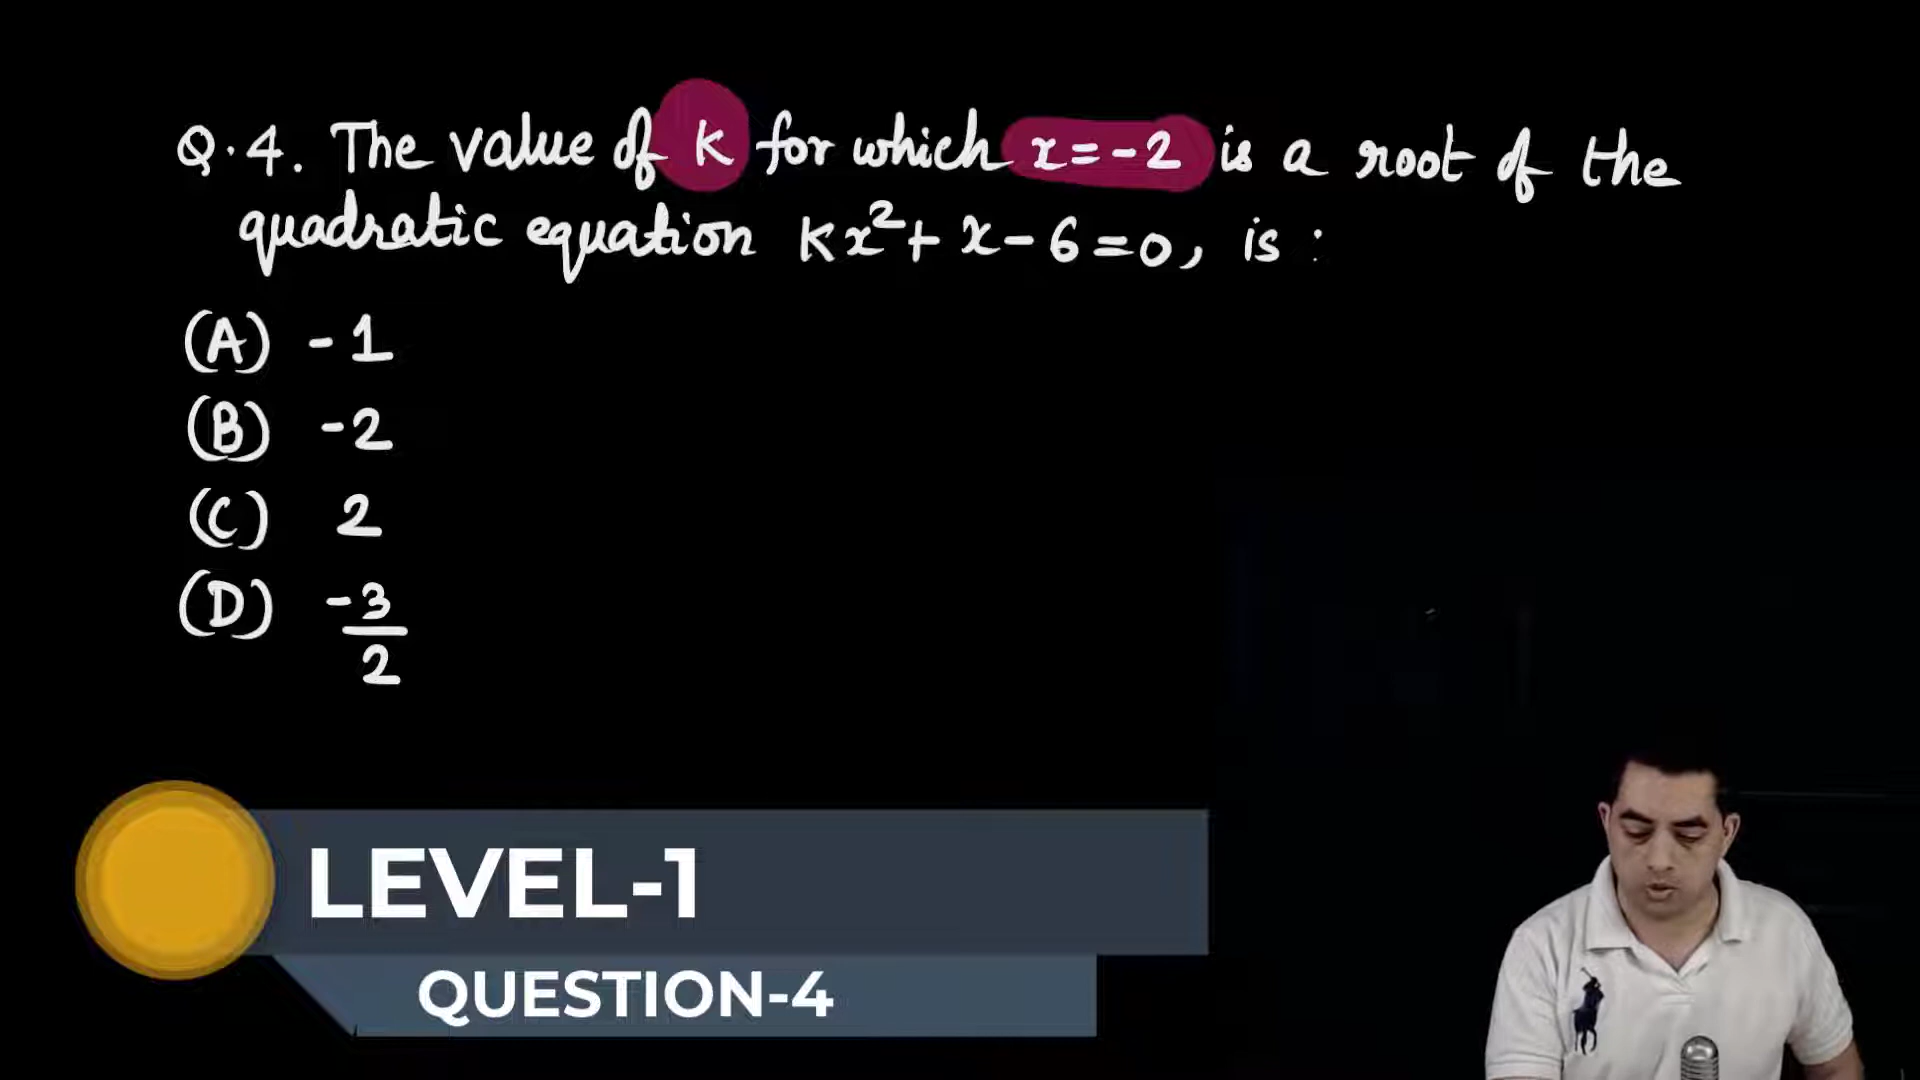 Q.4. The value of k for which x=-2 is a root of the
quadratic equation kx²+x-6=0, is :
(A) -1
(B) -2
(C) 2
(D) -3/2
LEVEL-1
QUESTION-4